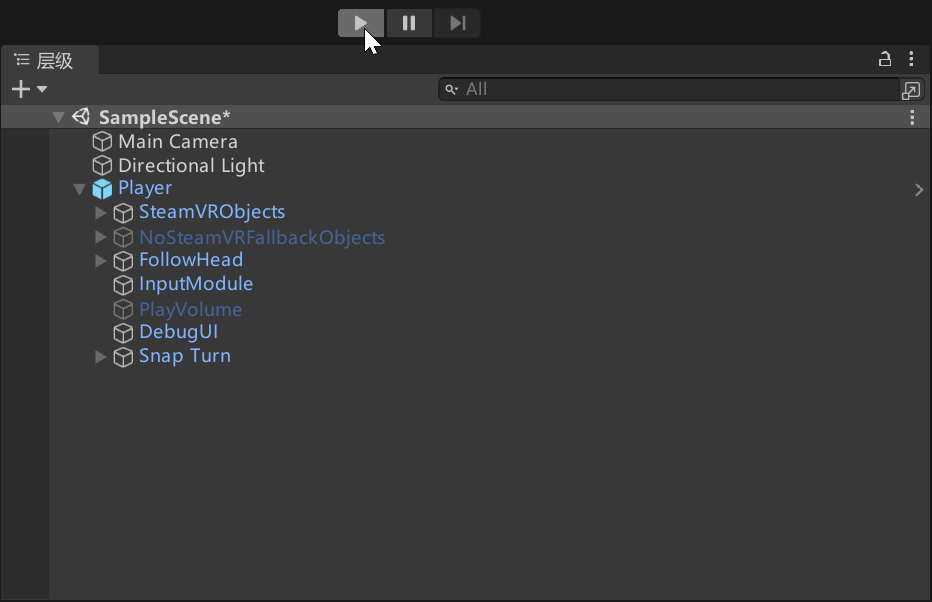 层级
All
SampleScene*
Main Camera
Directional Light
Player
SteamVRObjects
NoSteamVRFallbackObjects
FollowHead
InputModule
PlayVolume
DebugUI
Snap Turn